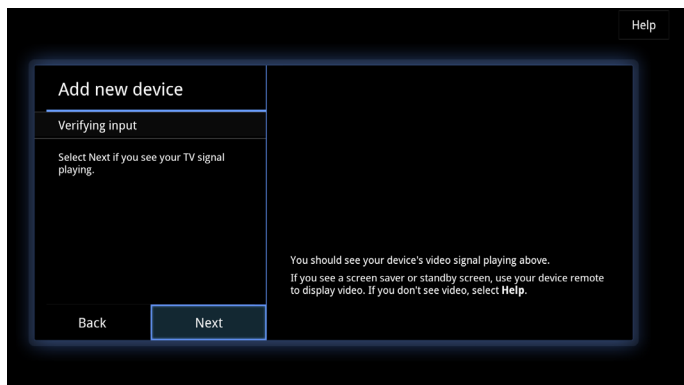 Help
Add new device
Verifying input
Select Next if you see your TV signal
playing.
You should see your device's video signal playing above.
If you see a screen saver or standby screen, use your device remote
to display video. If you don't see video, select Help.
Back
Next